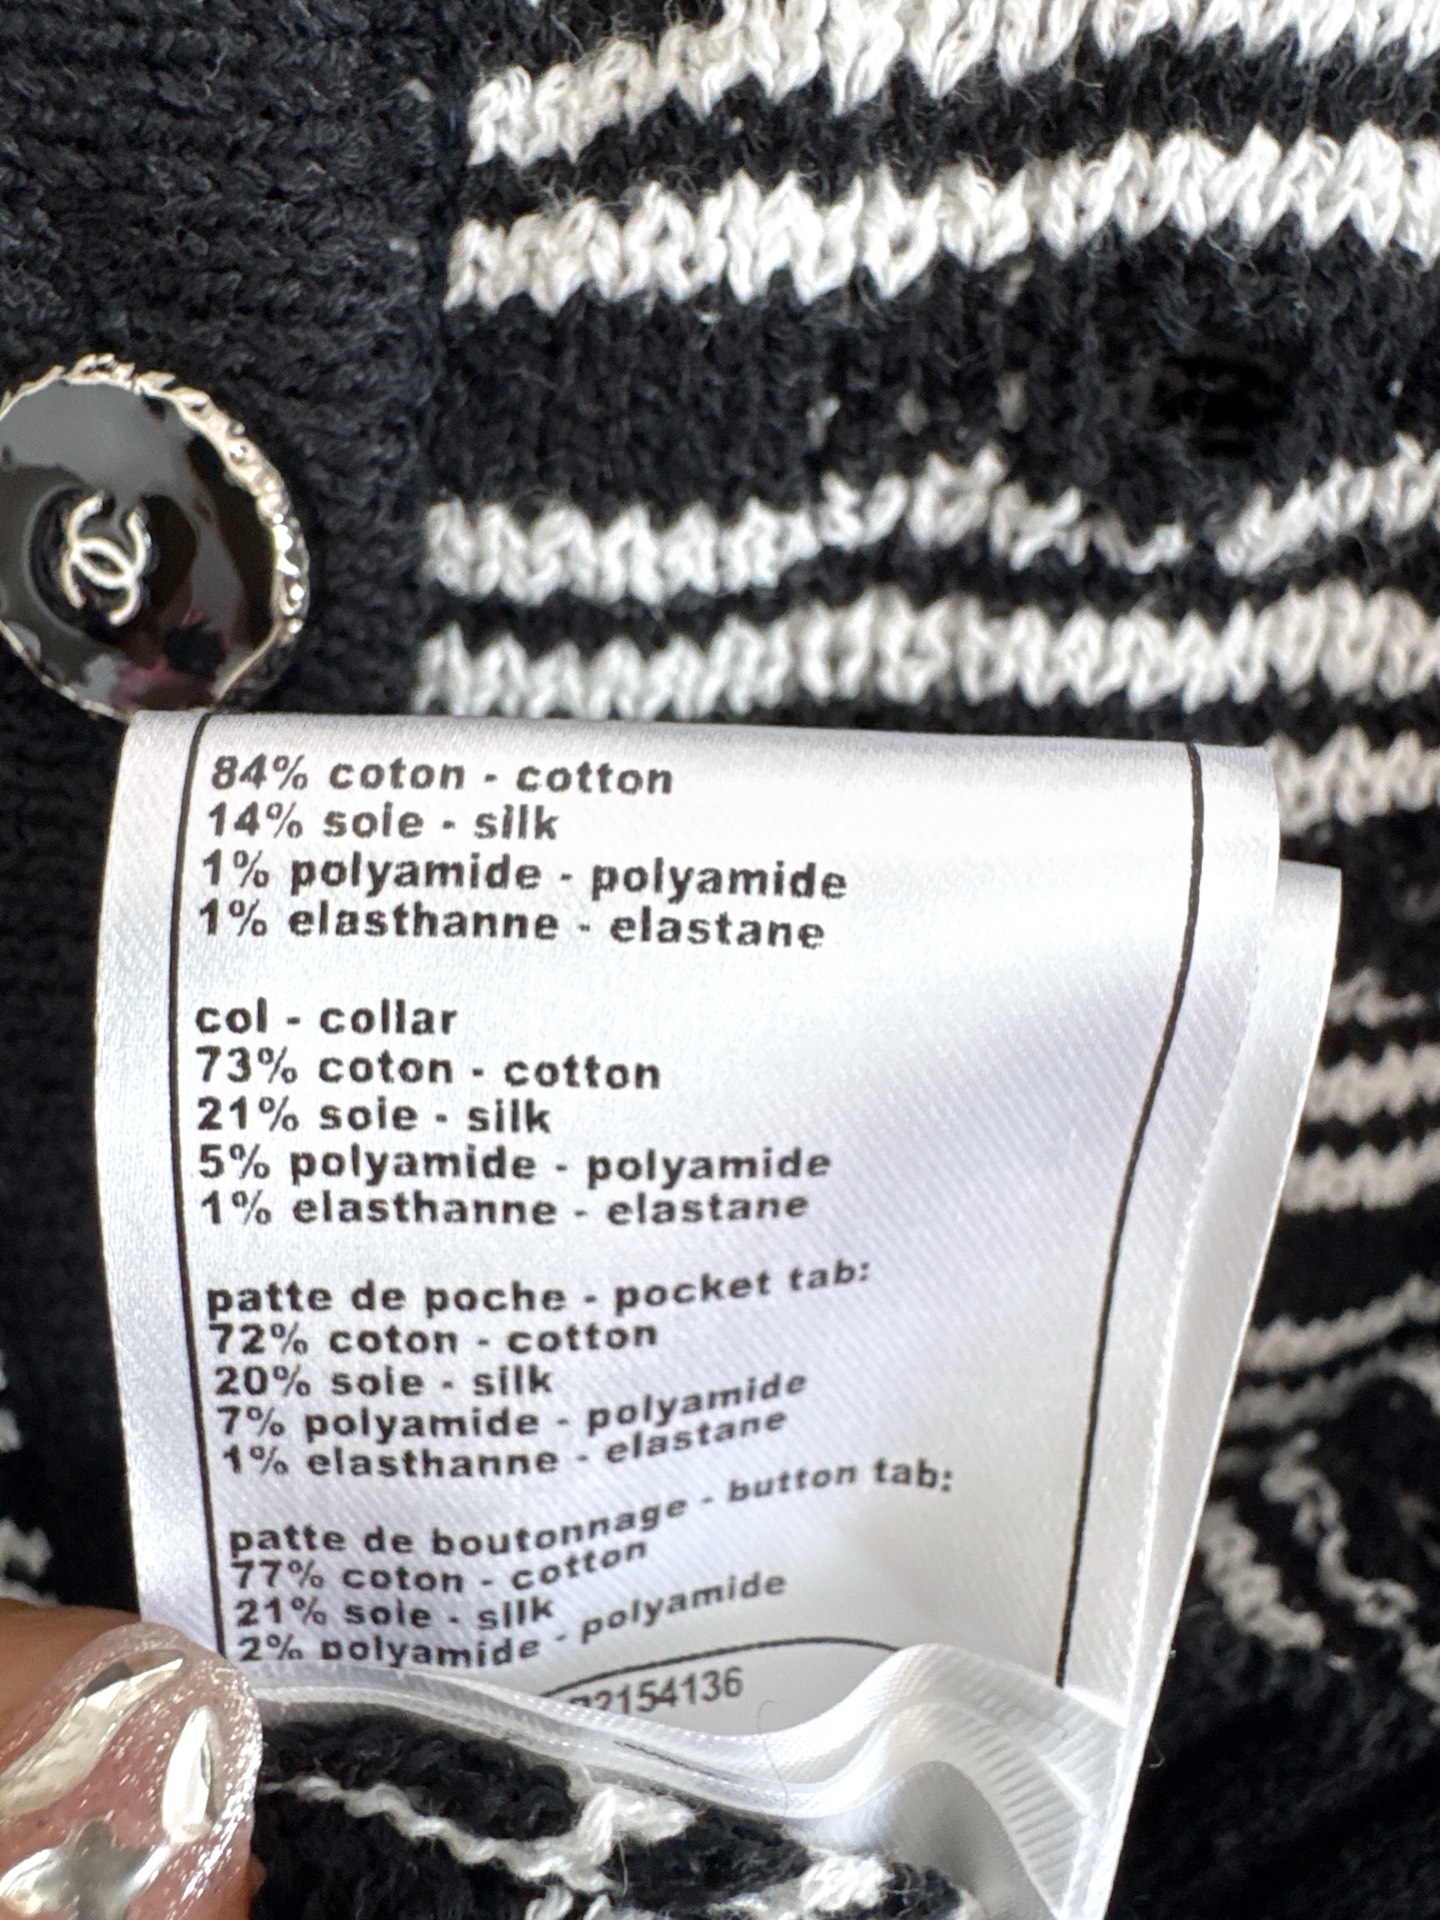 84% coton - cotton
14% soie - silk
1% polyamide - polyamide
1% elasthanne - elastane
col - collar
73% coton - cotton
21% soie - silk
5% polyamide - polyamide
1% elasthanne - elastane
patte de poche - pocket tab:
72% coton - cotton
20% soie - silk
7% polyamide - polyamide
1% elasthanne - elastane
patte de boutonnage - button tab:
77% coton - cotton
21% soie - silk
2% polyamide - polyamide